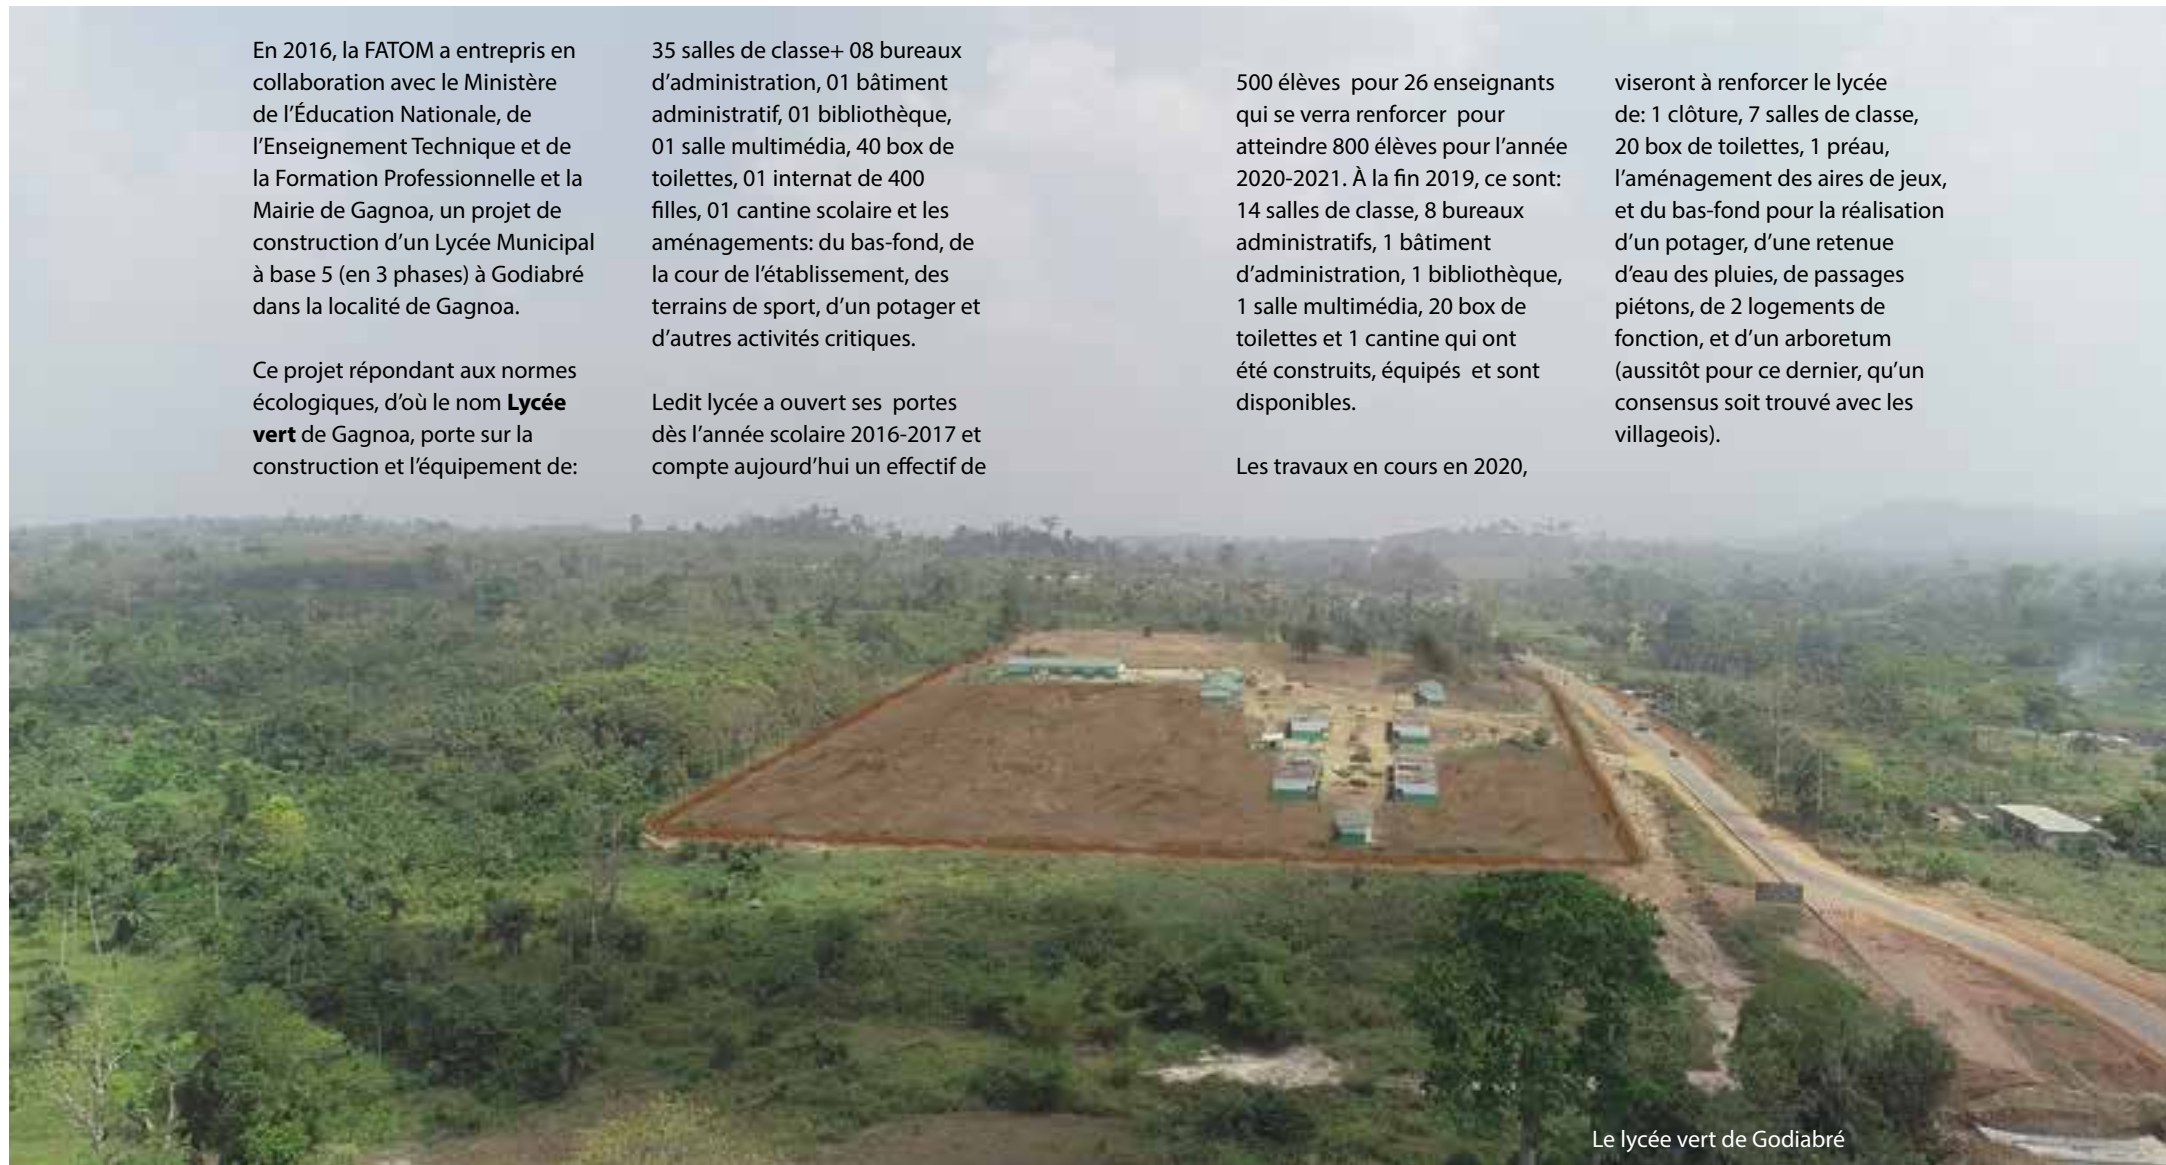 En 2016, la FATOM a entrepris en
collaboration avec le Ministère
de l'Éducation Nationale, de
l'Enseignement Technique et de
la Formation Professionnelle et la
Mairie de Gagnoa, un projet de
construction d'un Lycée Municipal
à base 5 (en 3 phases) à Godiabré
dans la localité de Gagnoa.
Ce projet répondant aux normes
écologiques, d'où le nom Lycée
vert de Gagnoa, porte sur la
construction et l'équipement de:
35 salles de classe+ 08 bureaux
d'administration, 01 bâtiment
administratif, 01 bibliothèque,
01 salle multimédia, 40 box de
toilettes, 01 internat de 400
filles, 01 cantine scolaire et les
aménagements: du bas-fond, de
la cour de l'établissement, des
terrains de sport, d'un potager et
d'autres activités critiques.
Ledit lycée a ouvert ses  portes
dès l'année scolaire 2016-2017 et
compte aujourd'hui un effectif de
500 élèves  pour 26 enseignants
qui se verra renforcer  pour
atteindre 800 élèves pour l'année
2020-2021. À la fin 2019, ce sont:
14 salles de classe, 8 bureaux
administratifs, 1 bâtiment
d'administration, 1 bibliothèque,
1 salle multimédia, 20 box de
toilettes et 1 cantine qui ont
été construits, équipés  et sont
disponibles.
Les travaux en cours en 2020,
viseront à renforcer le lycée
de: 1 clôture, 7 salles de classe,
20 box de toilettes, 1 préau,
l'aménagement des aires de jeux,
et du bas-fond pour la réalisation
d'un potager, d'une retenue
d'eau des pluies, de passages
piétons, de 2 logements de
fonction, et d'un arboretum
(aussitôt pour ce dernier, qu'un
consensus soit trouvé avec les
villageois).
Le lycée vert de Godiabré